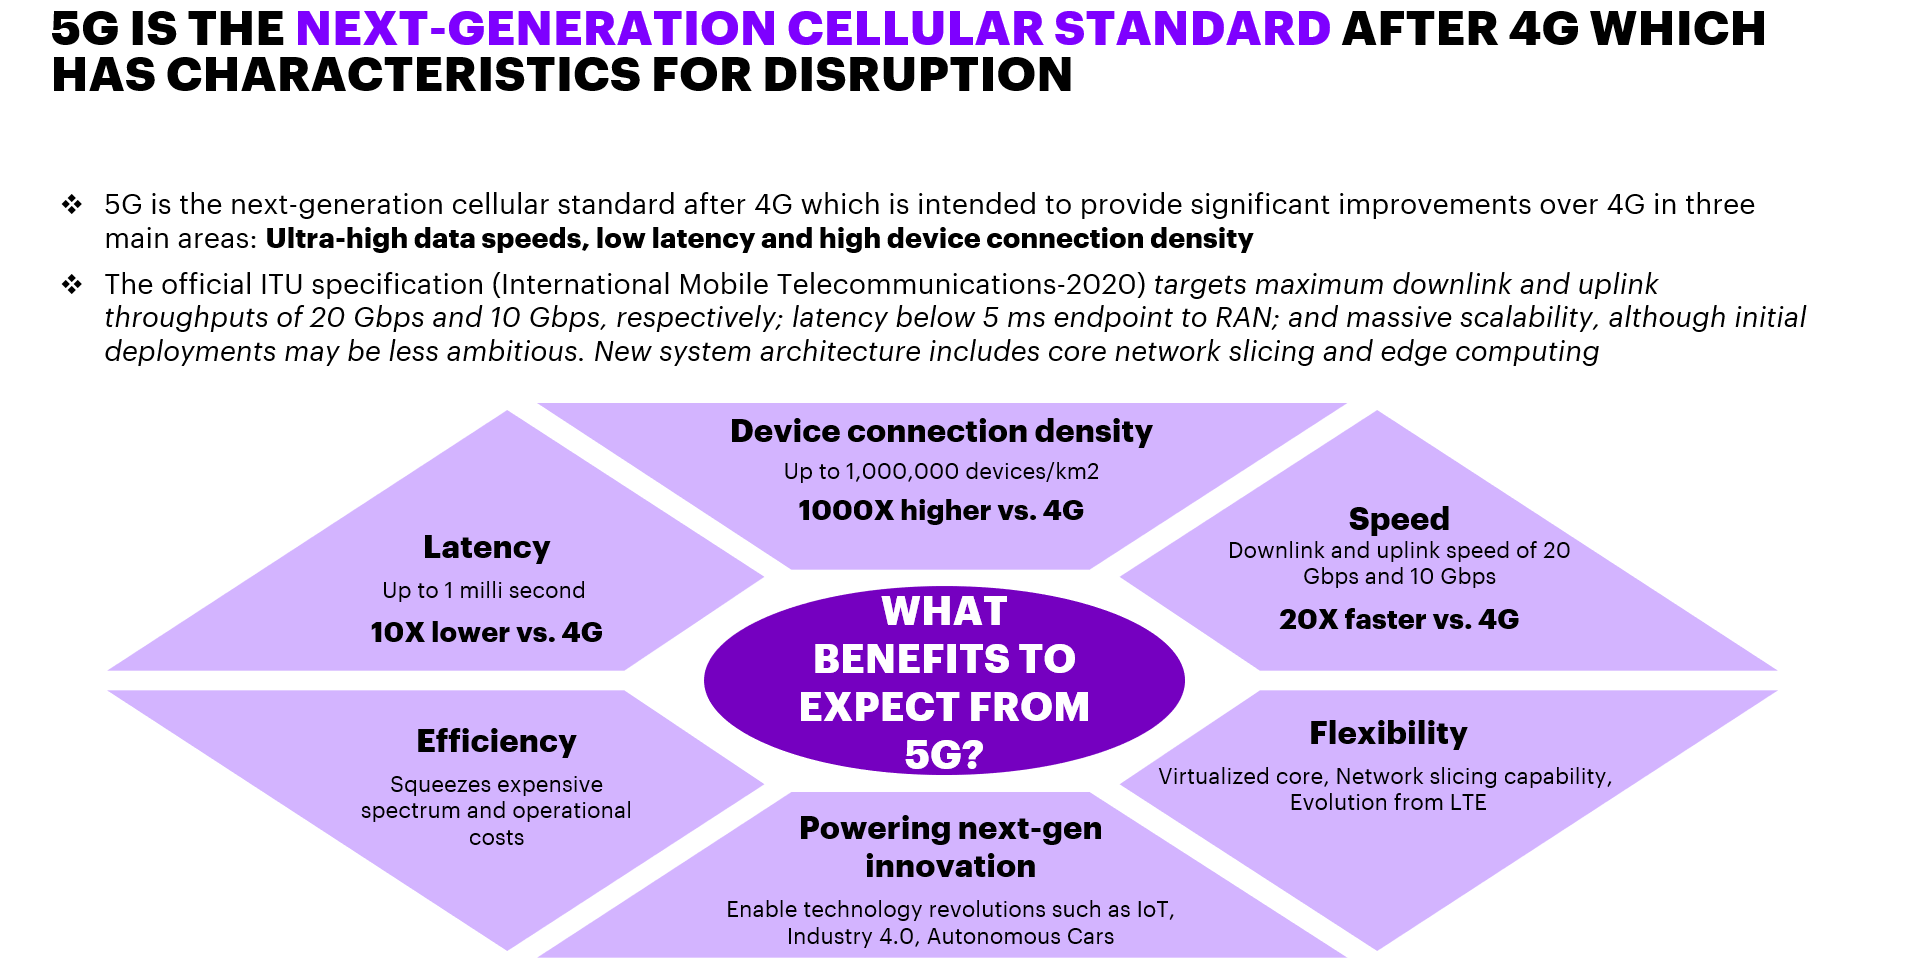 5G IS THE NEXT-GENERATION CELLULAR STANDARD AFTER 4G WHICH
HAS CHARACTERISTICS FOR DISRUPTION
❖ 5G is the next-generation cellular standard after 4G which is intended to provide significant improvements over 4G in three
main areas: Ultra-high data speeds, low latency and high device connection density
❖ The official ITU specification (International Mobile Telecommunications-2020) targets maximum downlink and uplink
throughputs of 20 Gbps and 10 Gbps, respectively; latency below 5 ms endpoint to RAN; and massive scalability, although initial
deployments may be less ambitious. New system architecture includes core network slicing and edge computing
Device connection density
Up to 1,000,000 devices/km2
1000X higher vs. 4G
Latency
Up to 1 milli second
10X lower vs. 4G
Speed
Downlink and uplink speed of 20
Gbps and 10 Gbps
20X faster vs. 4G
WHAT
BENEFITS TO
EXPECT FROM
5G?
Efficiency
Squeezes expensive
spectrum and operational
costs
Flexibility
Virtualized core, Network slicing capability,
Evolution from LTE
Powering next-gen
innovation
Enable technology revolutions such as IoT,
Industry 4.0, Autonomous Cars